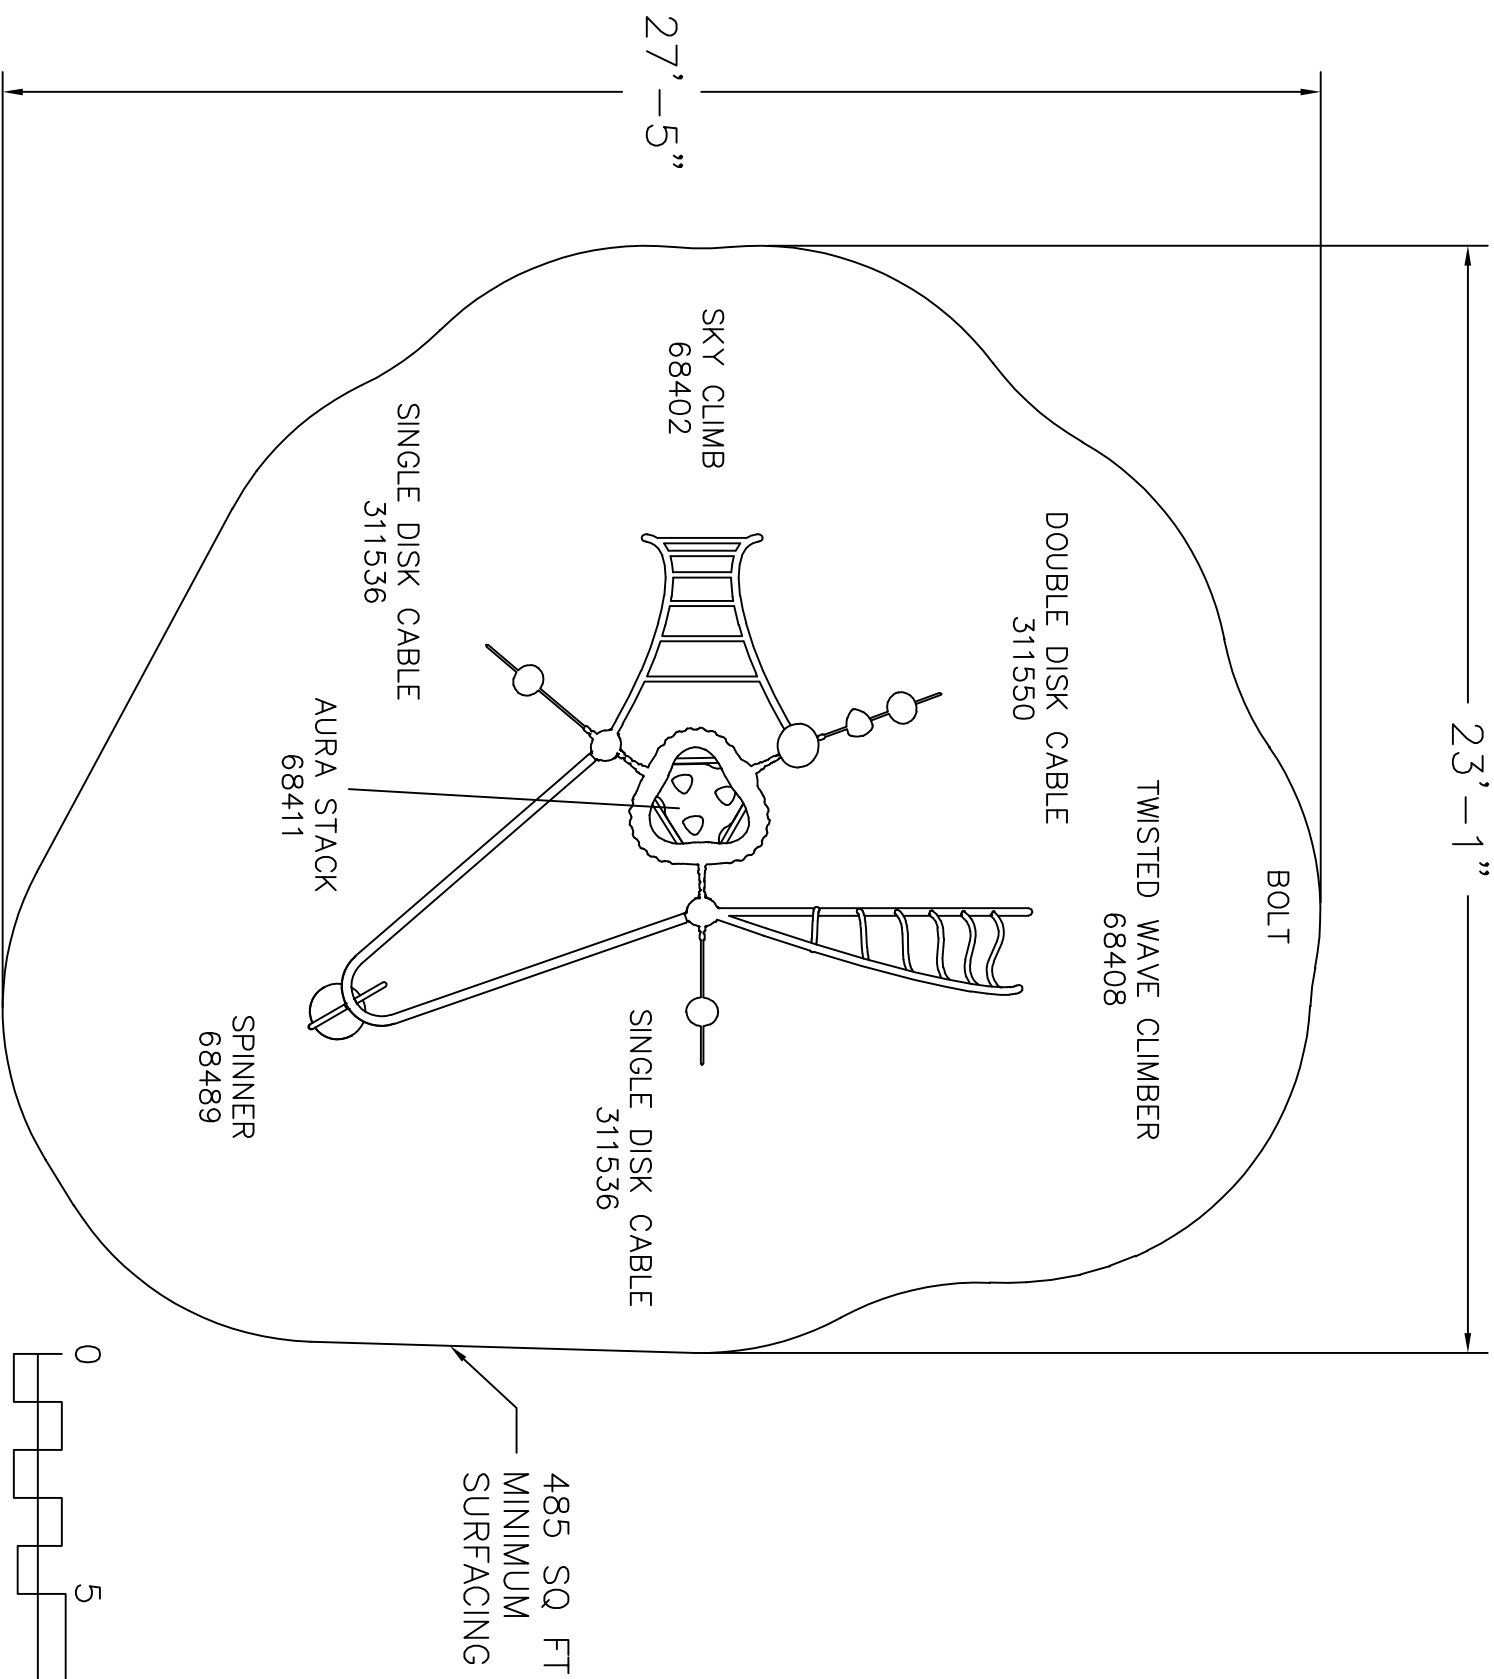 23'-1"
27'-5"
BOLT
TWISTED WAVE CLIMBER
68408
DOUBLE DISK CABLE
311550
SKY CLIMB
68402
SINGLE DISK CABLE
311536
SINGLE DISK CABLE
311536
AURA STACK
68411
SPINNER
68489
485 SQ FT
MINIMUM
SURFACING
0 5